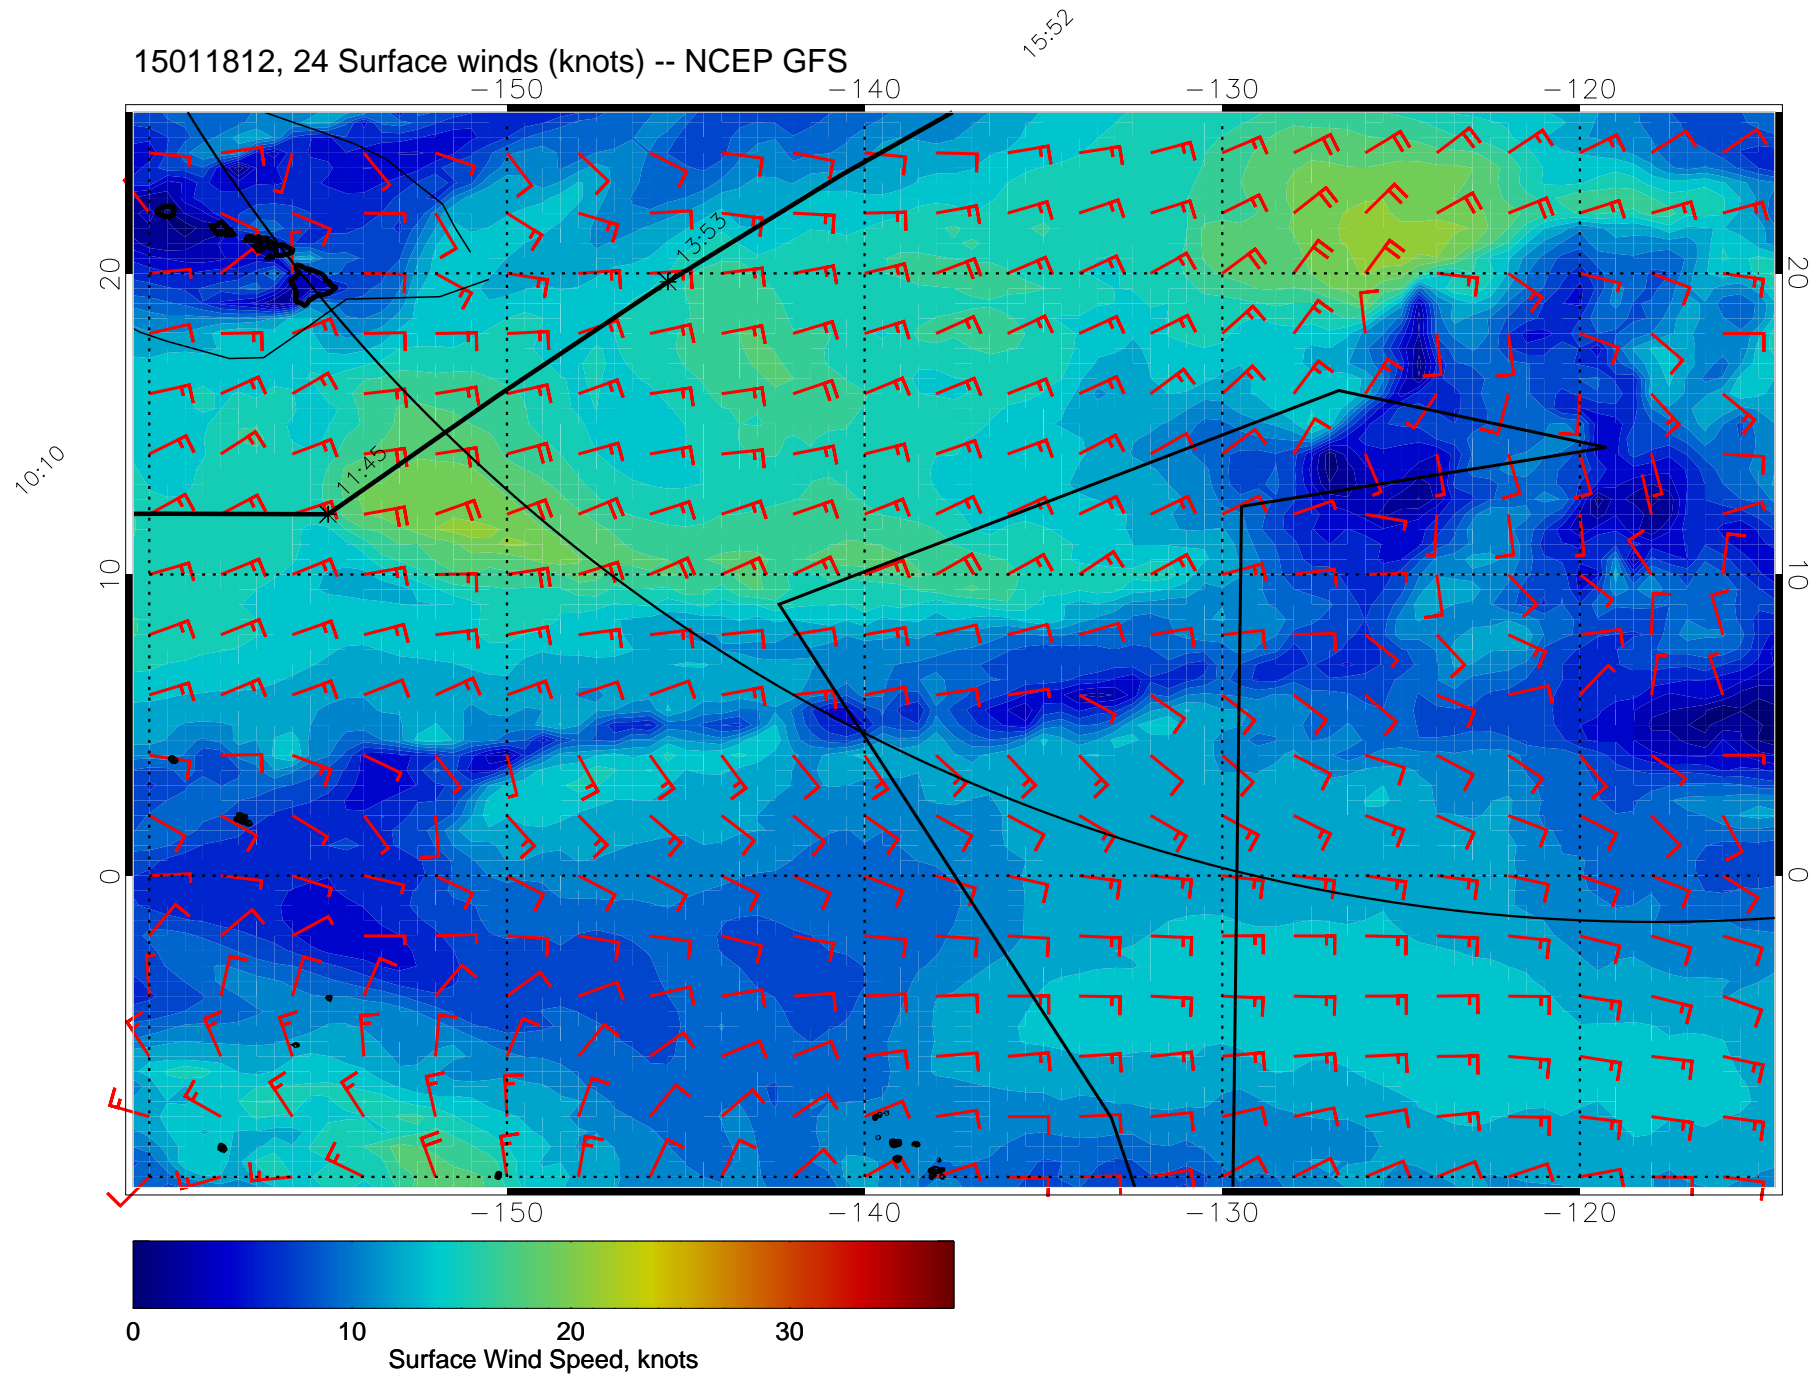 15:52
15011812, 24 Surface winds (knots) -- NCEP GFS
-150 -140 -130 -120
13:53
20 20
11:45
10:10
10 10
0 0
-150 -140 -130 -120
0 10 20 30
Surface Wind Speed, knots